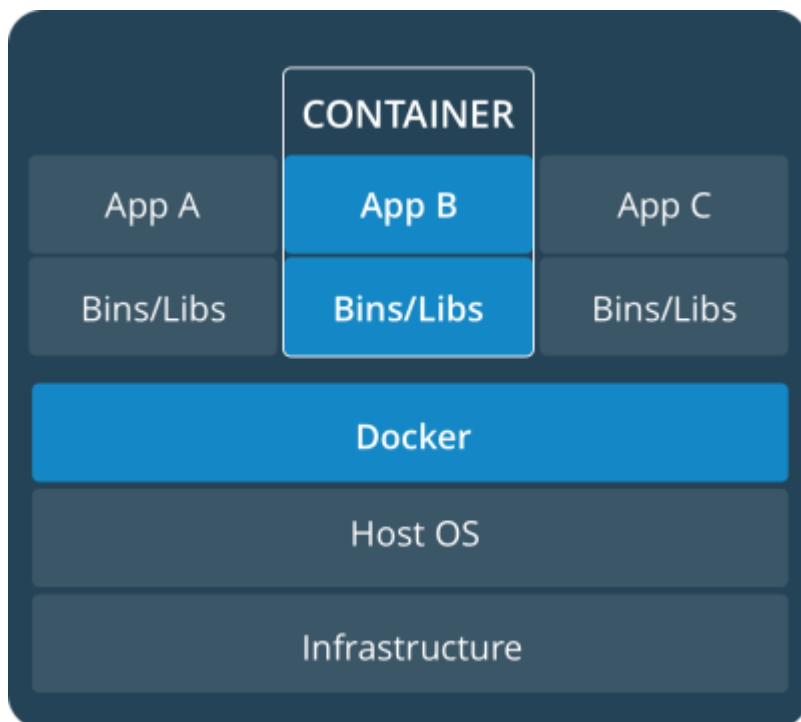 CONTAINER
App A
App B
App C
Bins/Libs
Bins/Libs
Bins/Libs
Docker
Host OS
Infrastructure